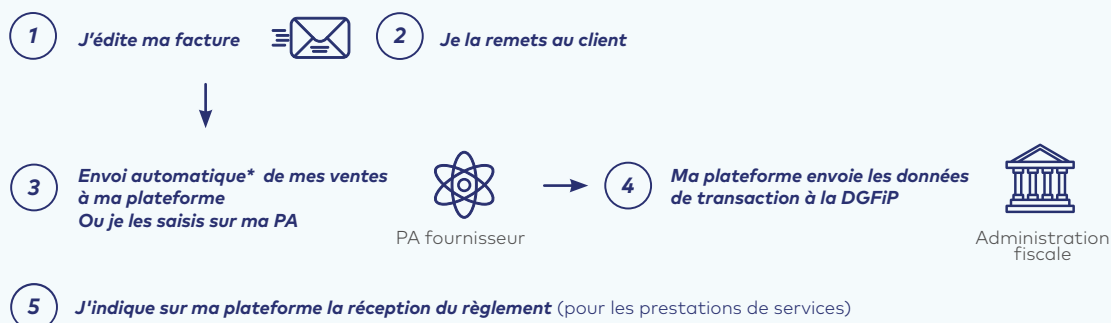 1 J'édite ma facture
2 Je la remets au client
3 Envoi automatique* de mes ventes
à ma plateforme
Ou je les saisis sur ma PA
PA fournisseur
4 Ma plateforme envoie les données
de transaction à la DGFiP
Administration
fiscale
5 J'indique sur ma plateforme la réception du règlement (pour les prestations de services)